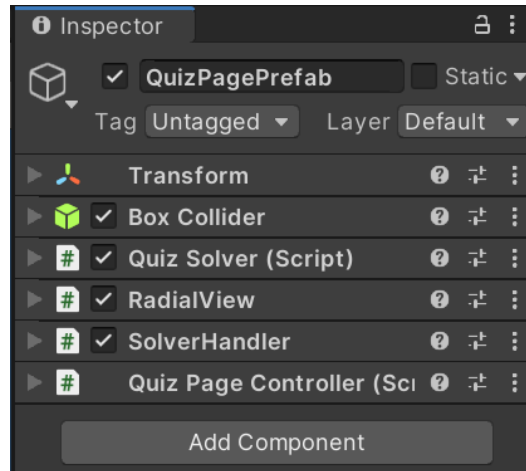 Inspector
QuizPagePrefab Static
Tag Untagged Layer Default
Transform
Box Collider
Quiz Solver (Script)
RadialView
SolverHandler
Quiz Page Controller (Scr
Add Component